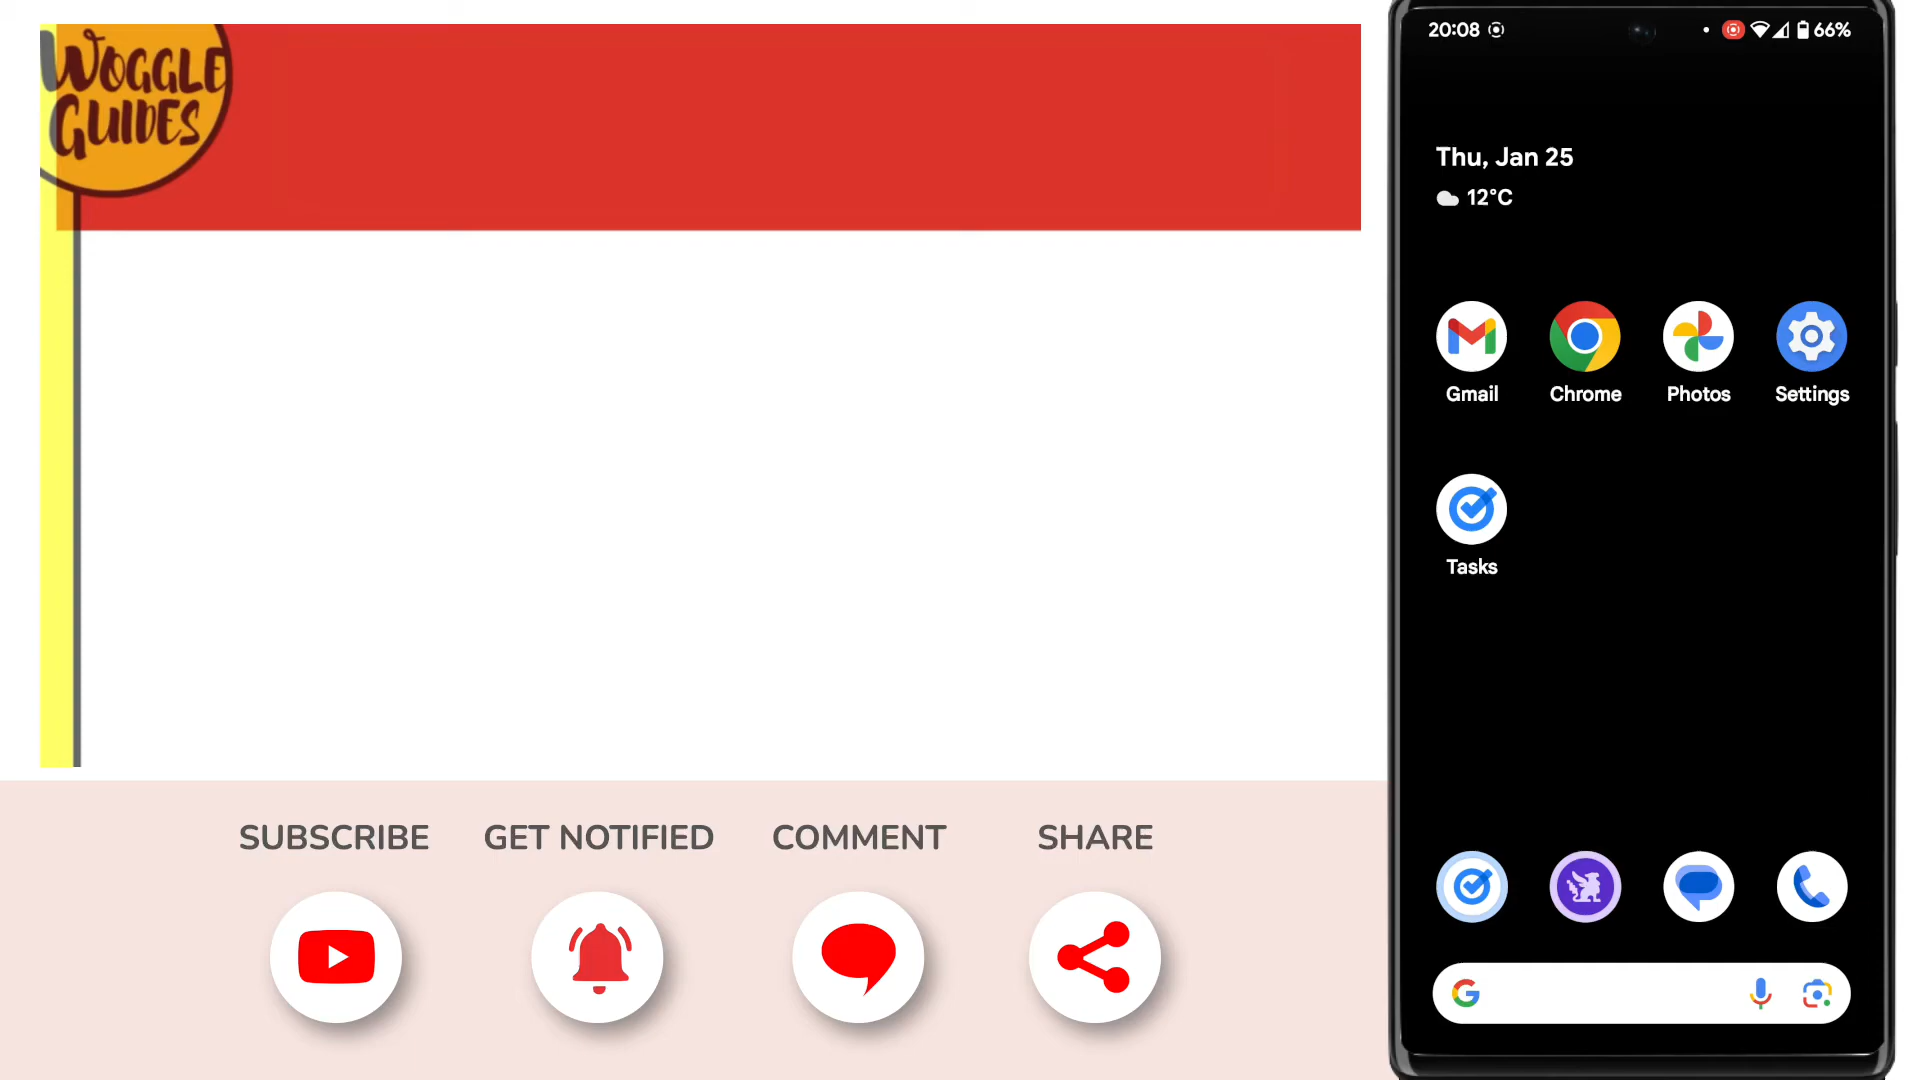 WOGGLE
GUIDES
SUBSCRIBE
GET NOTIFIED
COMMENT
SHARE
20:08
66%
Thu, Jan 25
12°C
Gmail
Chrome
Photos
Settings
Tasks